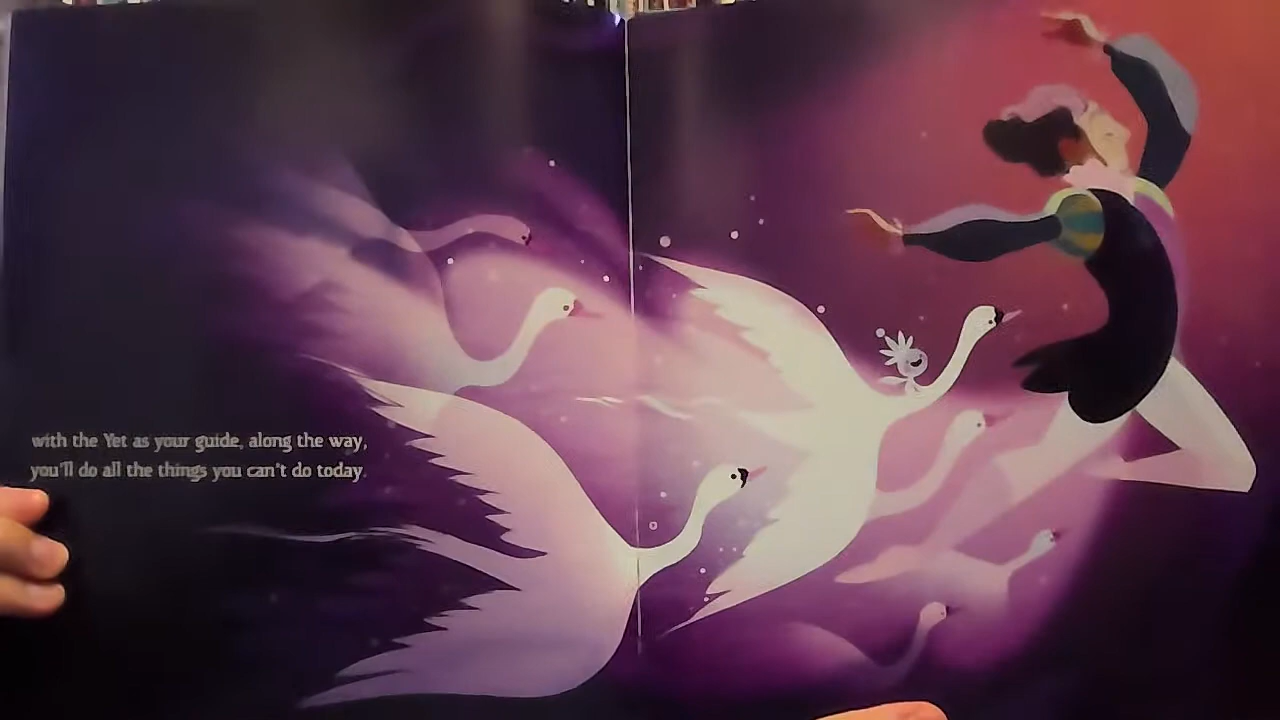 with the Yet as your guide, along the way,
you'll do all the things you can't do today.